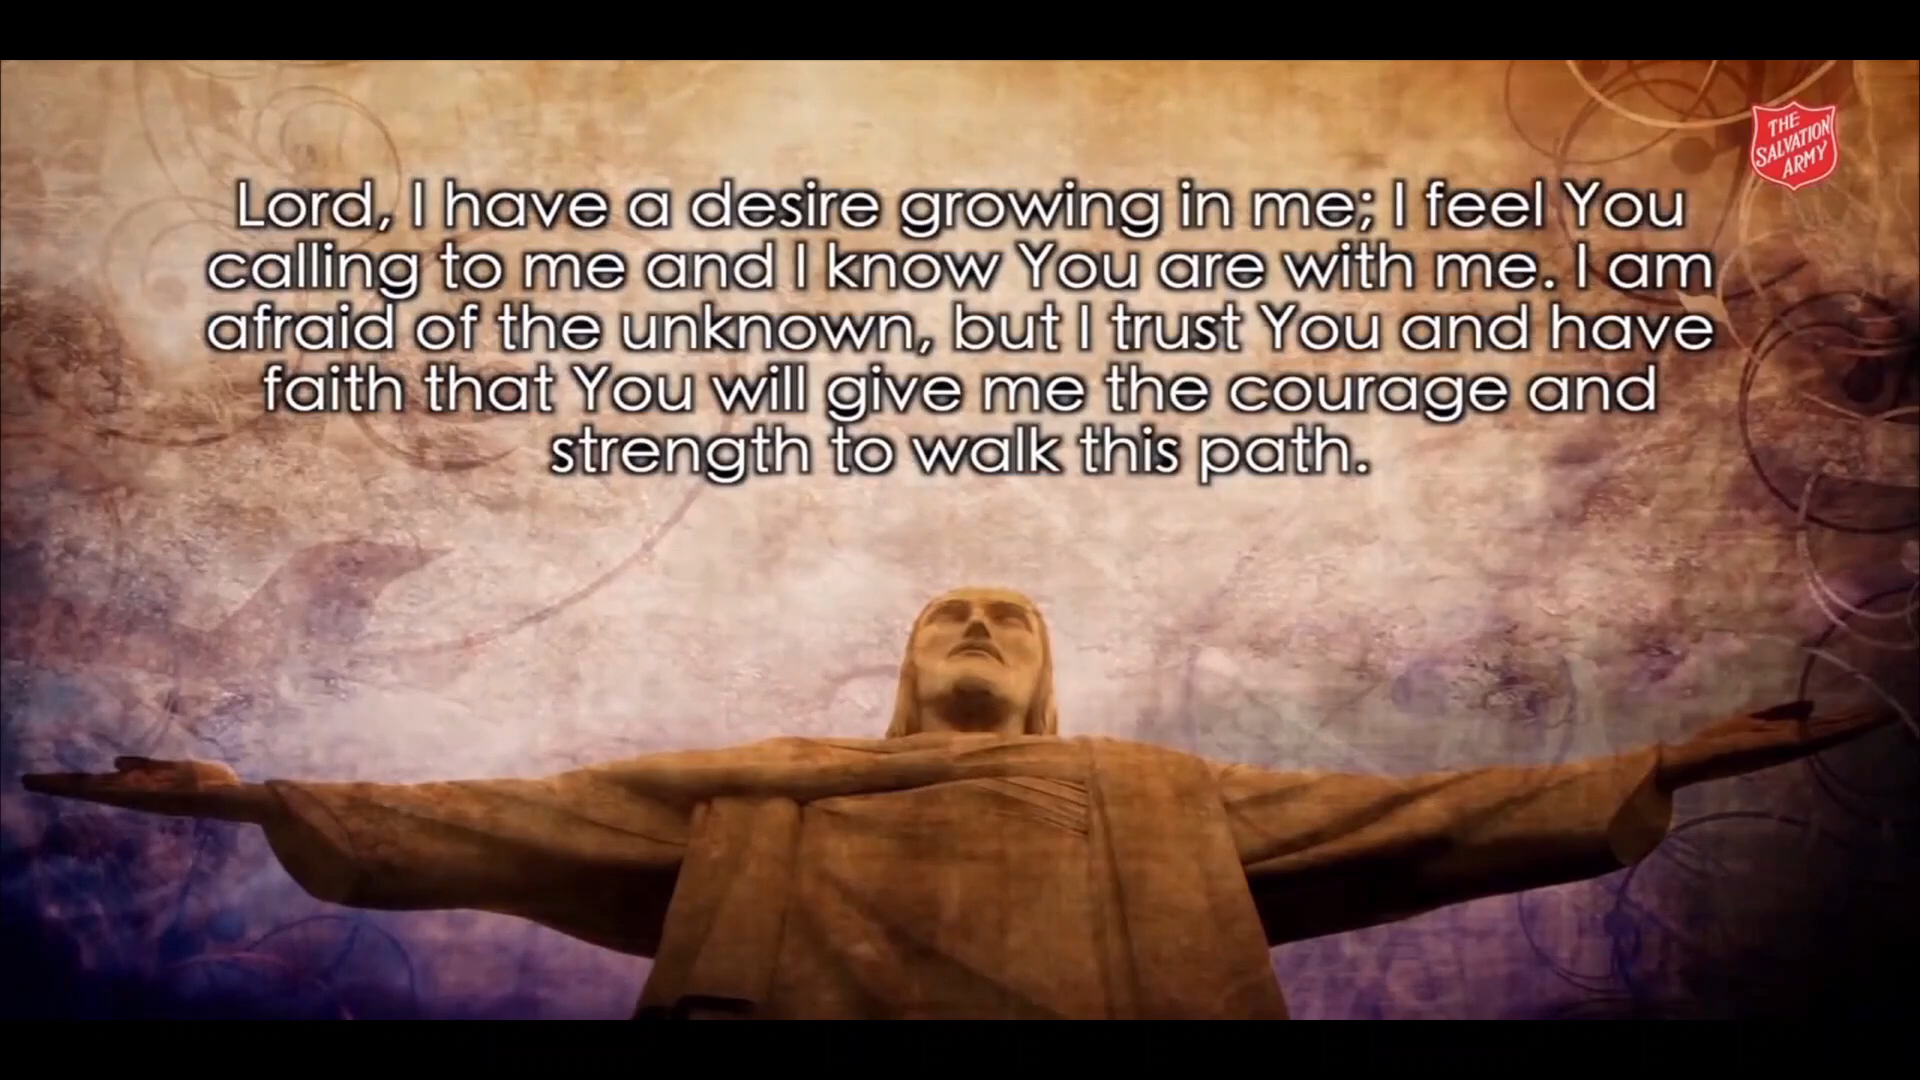 THE
SALVATION
ARMY
Lord, I have a desire growing in me; I feel You
calling to me and I know You are with me. I am
afraid of the unknown, but I trust You and have
faith that You will give me the courage and
strength to walk this path.